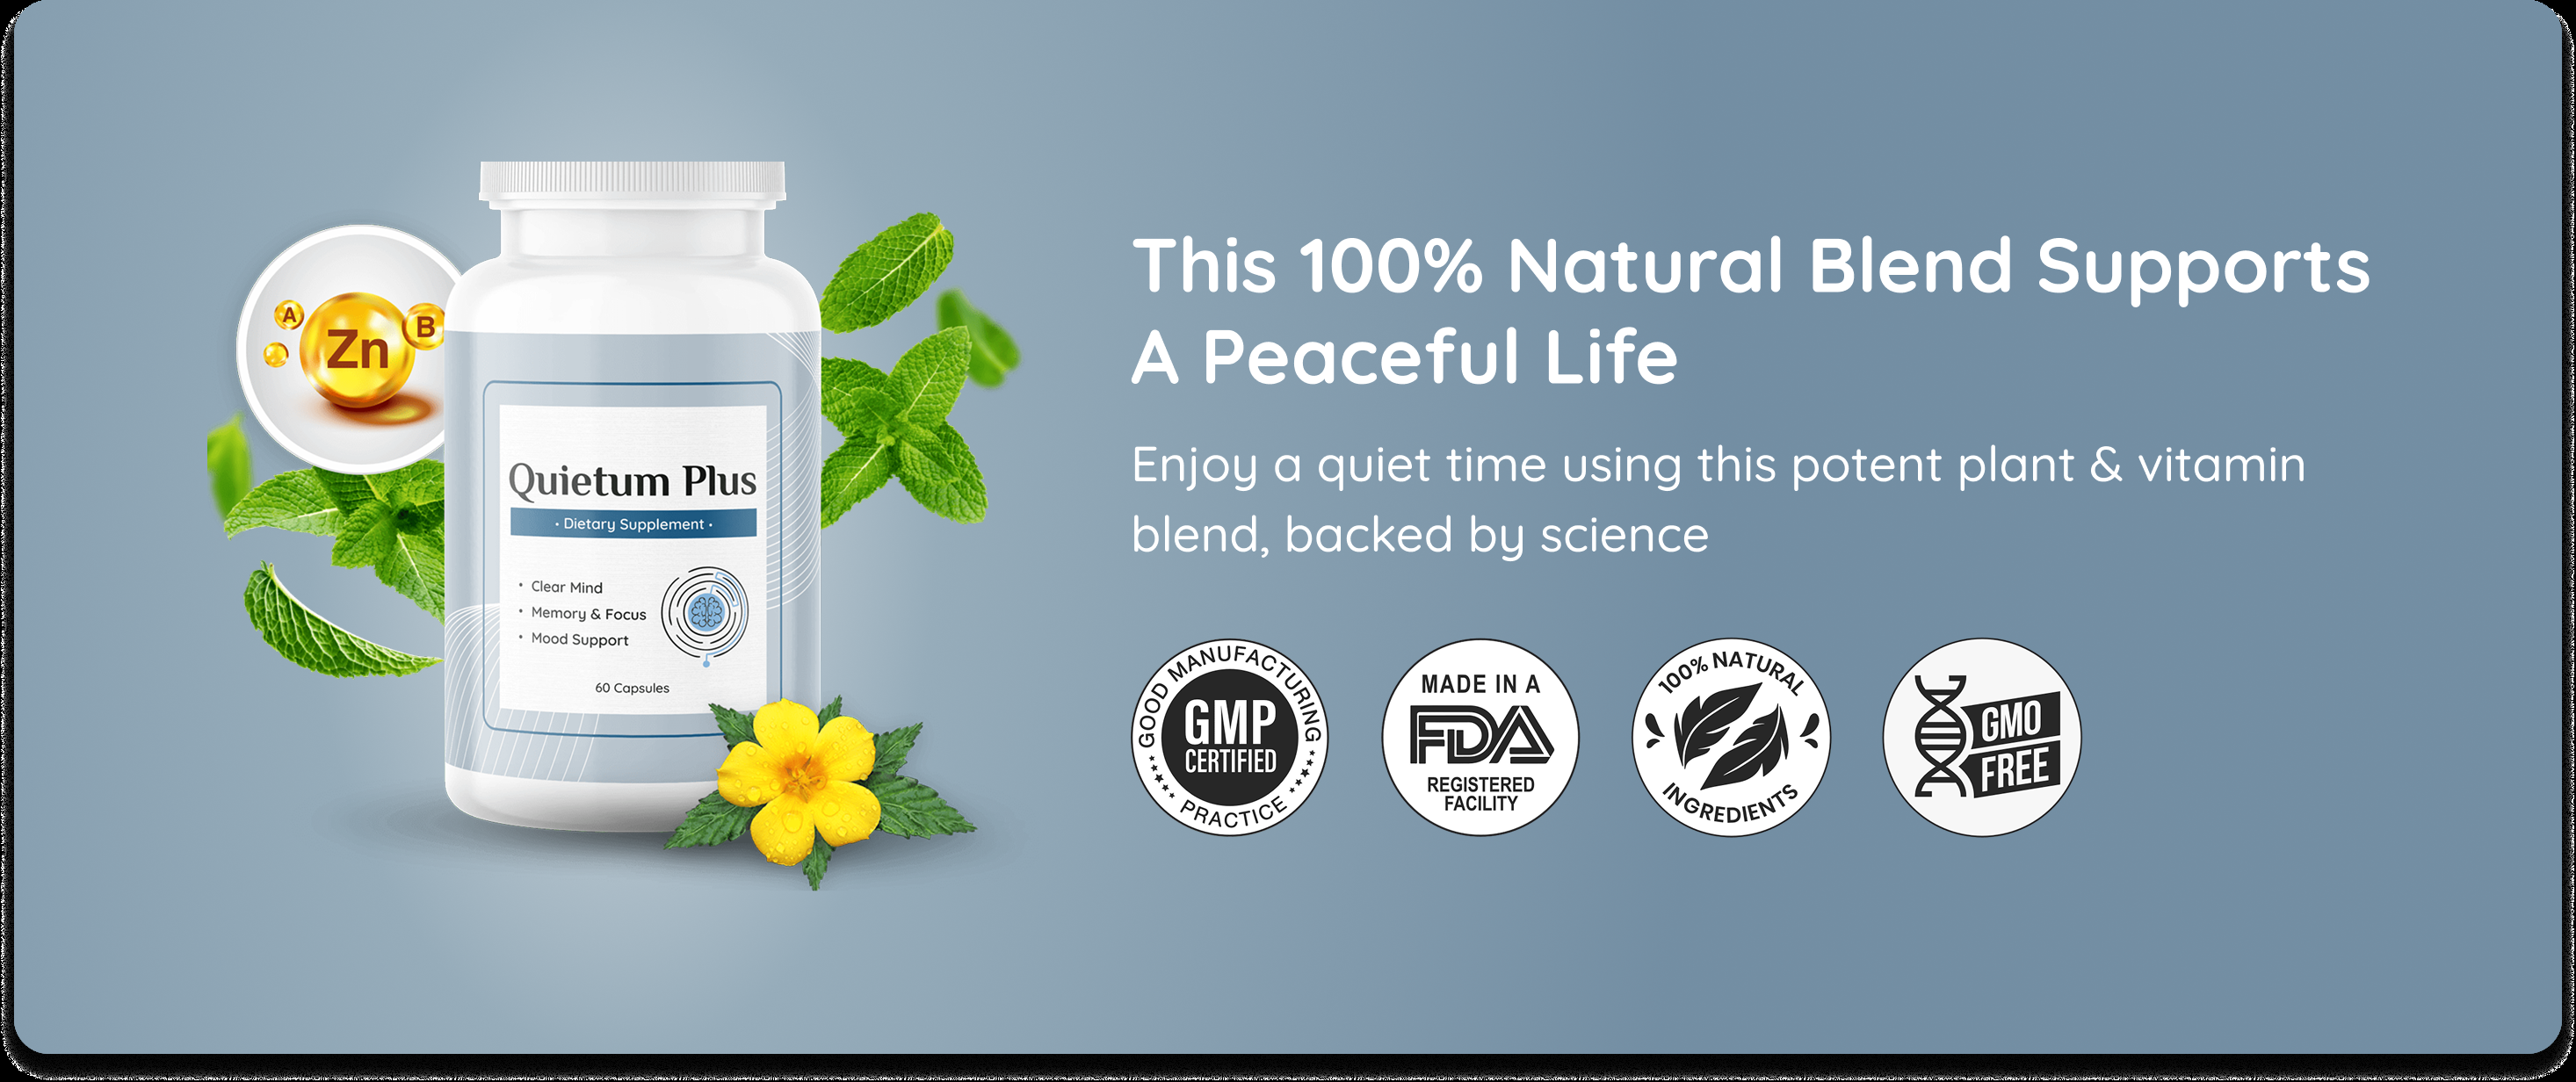 This 100% Natural Blend Supports
A Peaceful Life
Enjoy a quiet time using this potent plant & vitamin
blend, backed by science
A
Zn
B
Quietum Plus
· Dietary Supplement ·
• Clear Mind
• Memory & Focus
• Mood Support
60 Capsules
GOOD MANUFACTURING
GMP
CERTIFIED
PRACTICE
MADE IN A
FDA
REGISTERED
FACILITY
100% NATURAL
INGREDIENTS
GMO
FREE